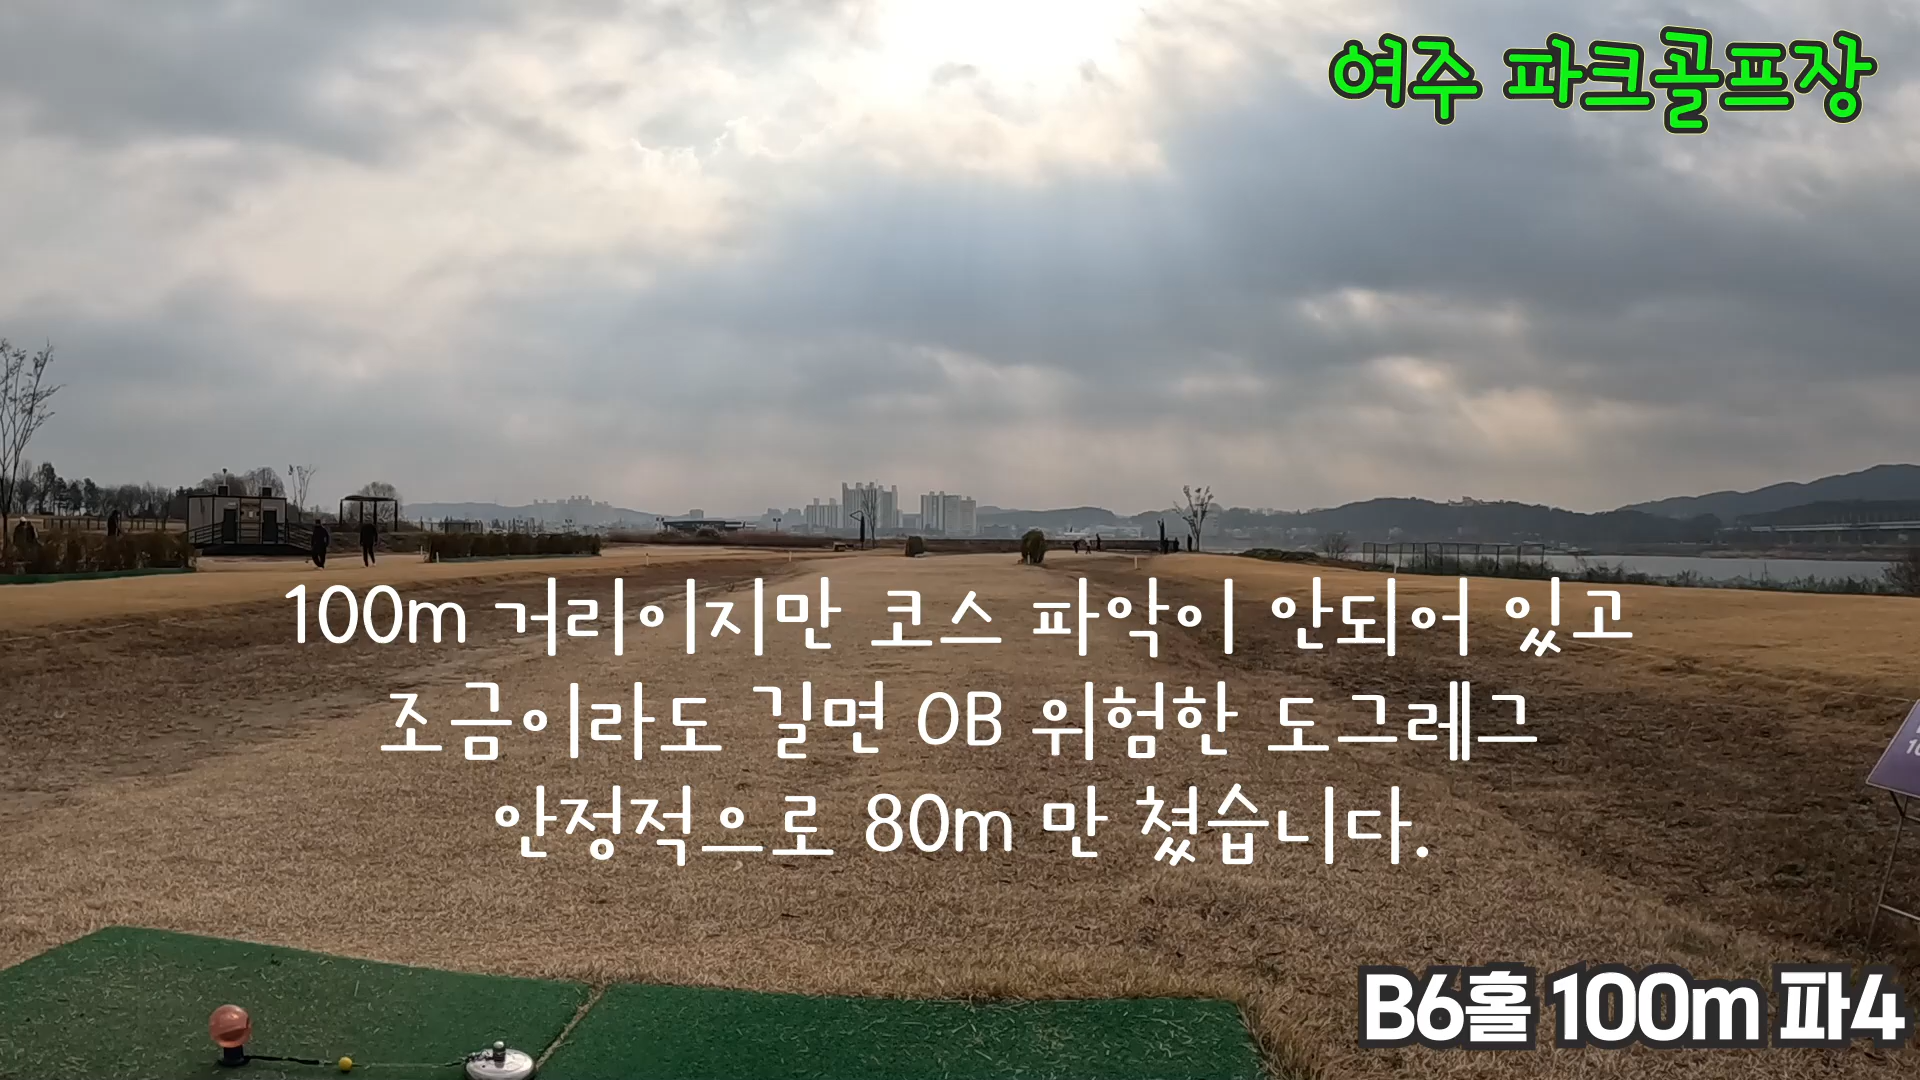 여주 파크골프장
100m 거리이지만 코스 파악이 안되어 있고
조금이라도 길면 OB 위험한 도그레그
안정적으로 80m 만 쳤습니다.
B6홀 100m 파4